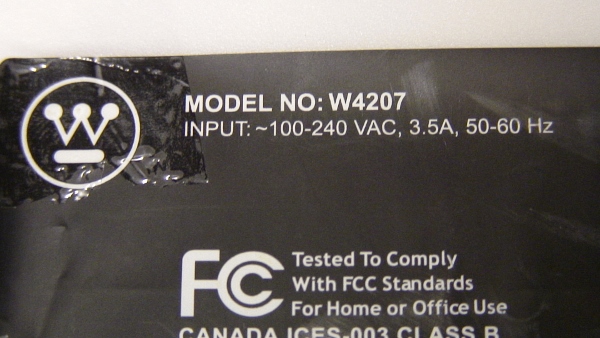 MODEL NO: W4207
INPUT: ~100-240 VAC, 3.5A, 50-60 Hz
FC Tested To Comply
With FCC Standards
For Home or Office Use
CANADA ICES-003 CLASS B